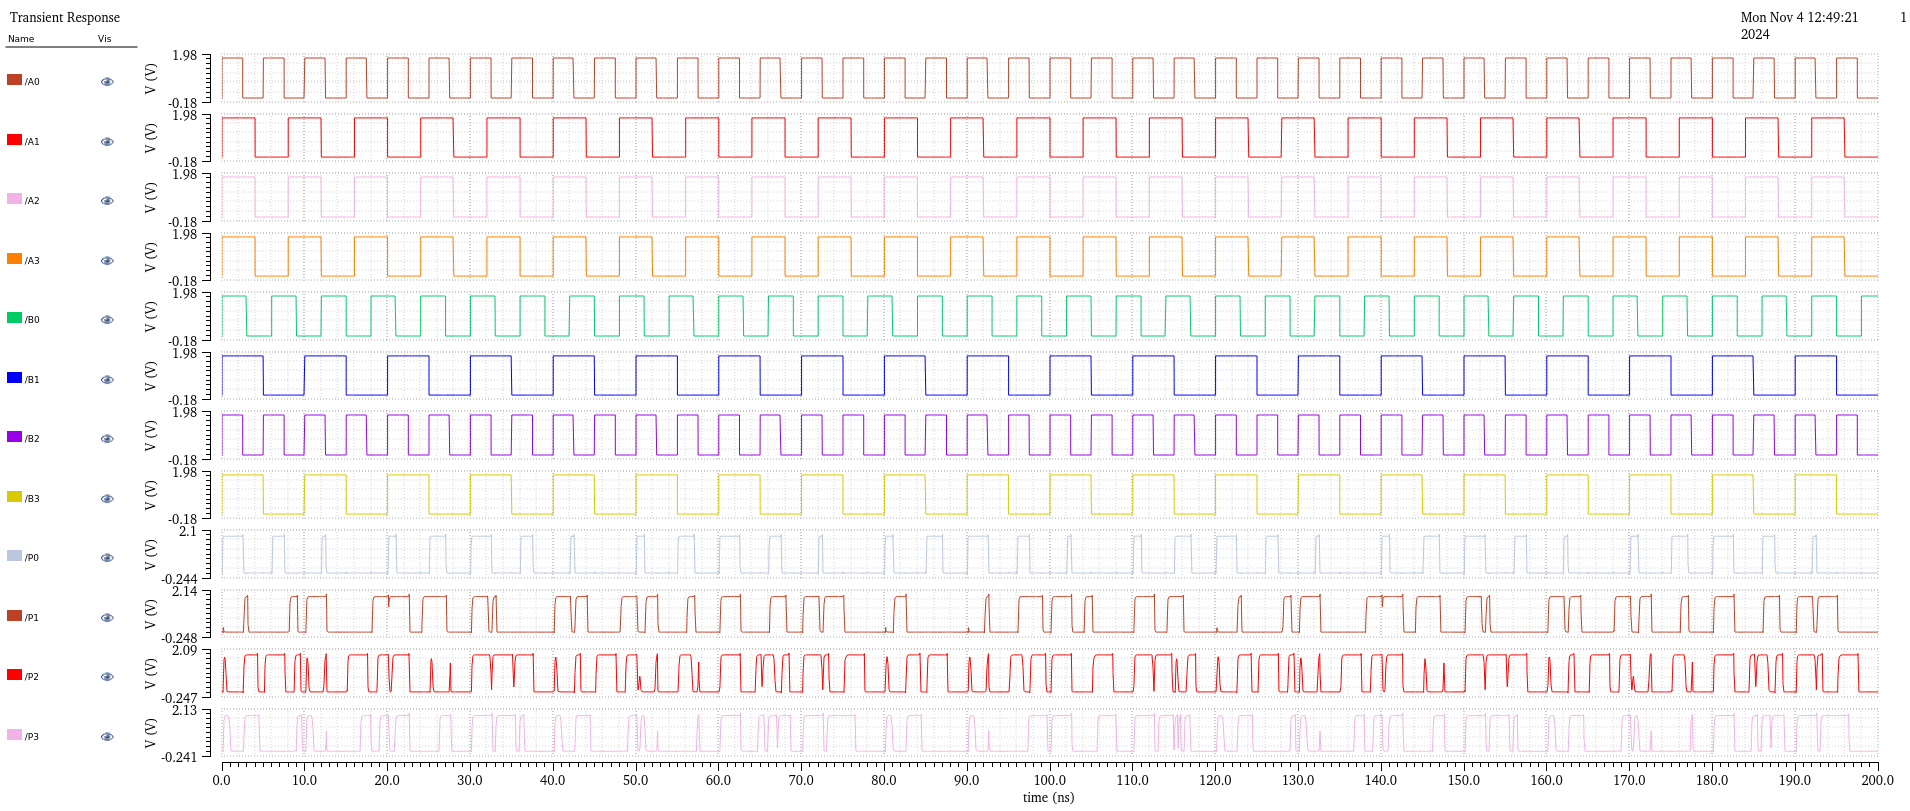 Transient Response
Mon Nov 4 12:49:21 1
2024
Name Vis
/A0 V (V) 1.98 -0.18
/A1 V (V) 1.98 -0.18
/A2 V (V) 1.98 -0.18
/A3 V (V) 1.98 -0.18
/B0 V (V) 1.98 -0.18
/B1 V (V) 1.98 -0.18
/B2 V (V) 1.98 -0.18
/B3 V (V) 1.98 -0.18
/P0 V (V) 2.1 -0.244
/P1 V (V) 2.14 -0.248
/P2 V (V) 2.09 -0.247
/P3 V (V) 2.13 -0.241
0.0 10.0 20.0 30.0 40.0 50.0 60.0 70.0 80.0 90.0 100.0 110.0 120.0 130.0 140.0 150.0 160.0 170.0 180.0 190.0 200.0
time (ns)